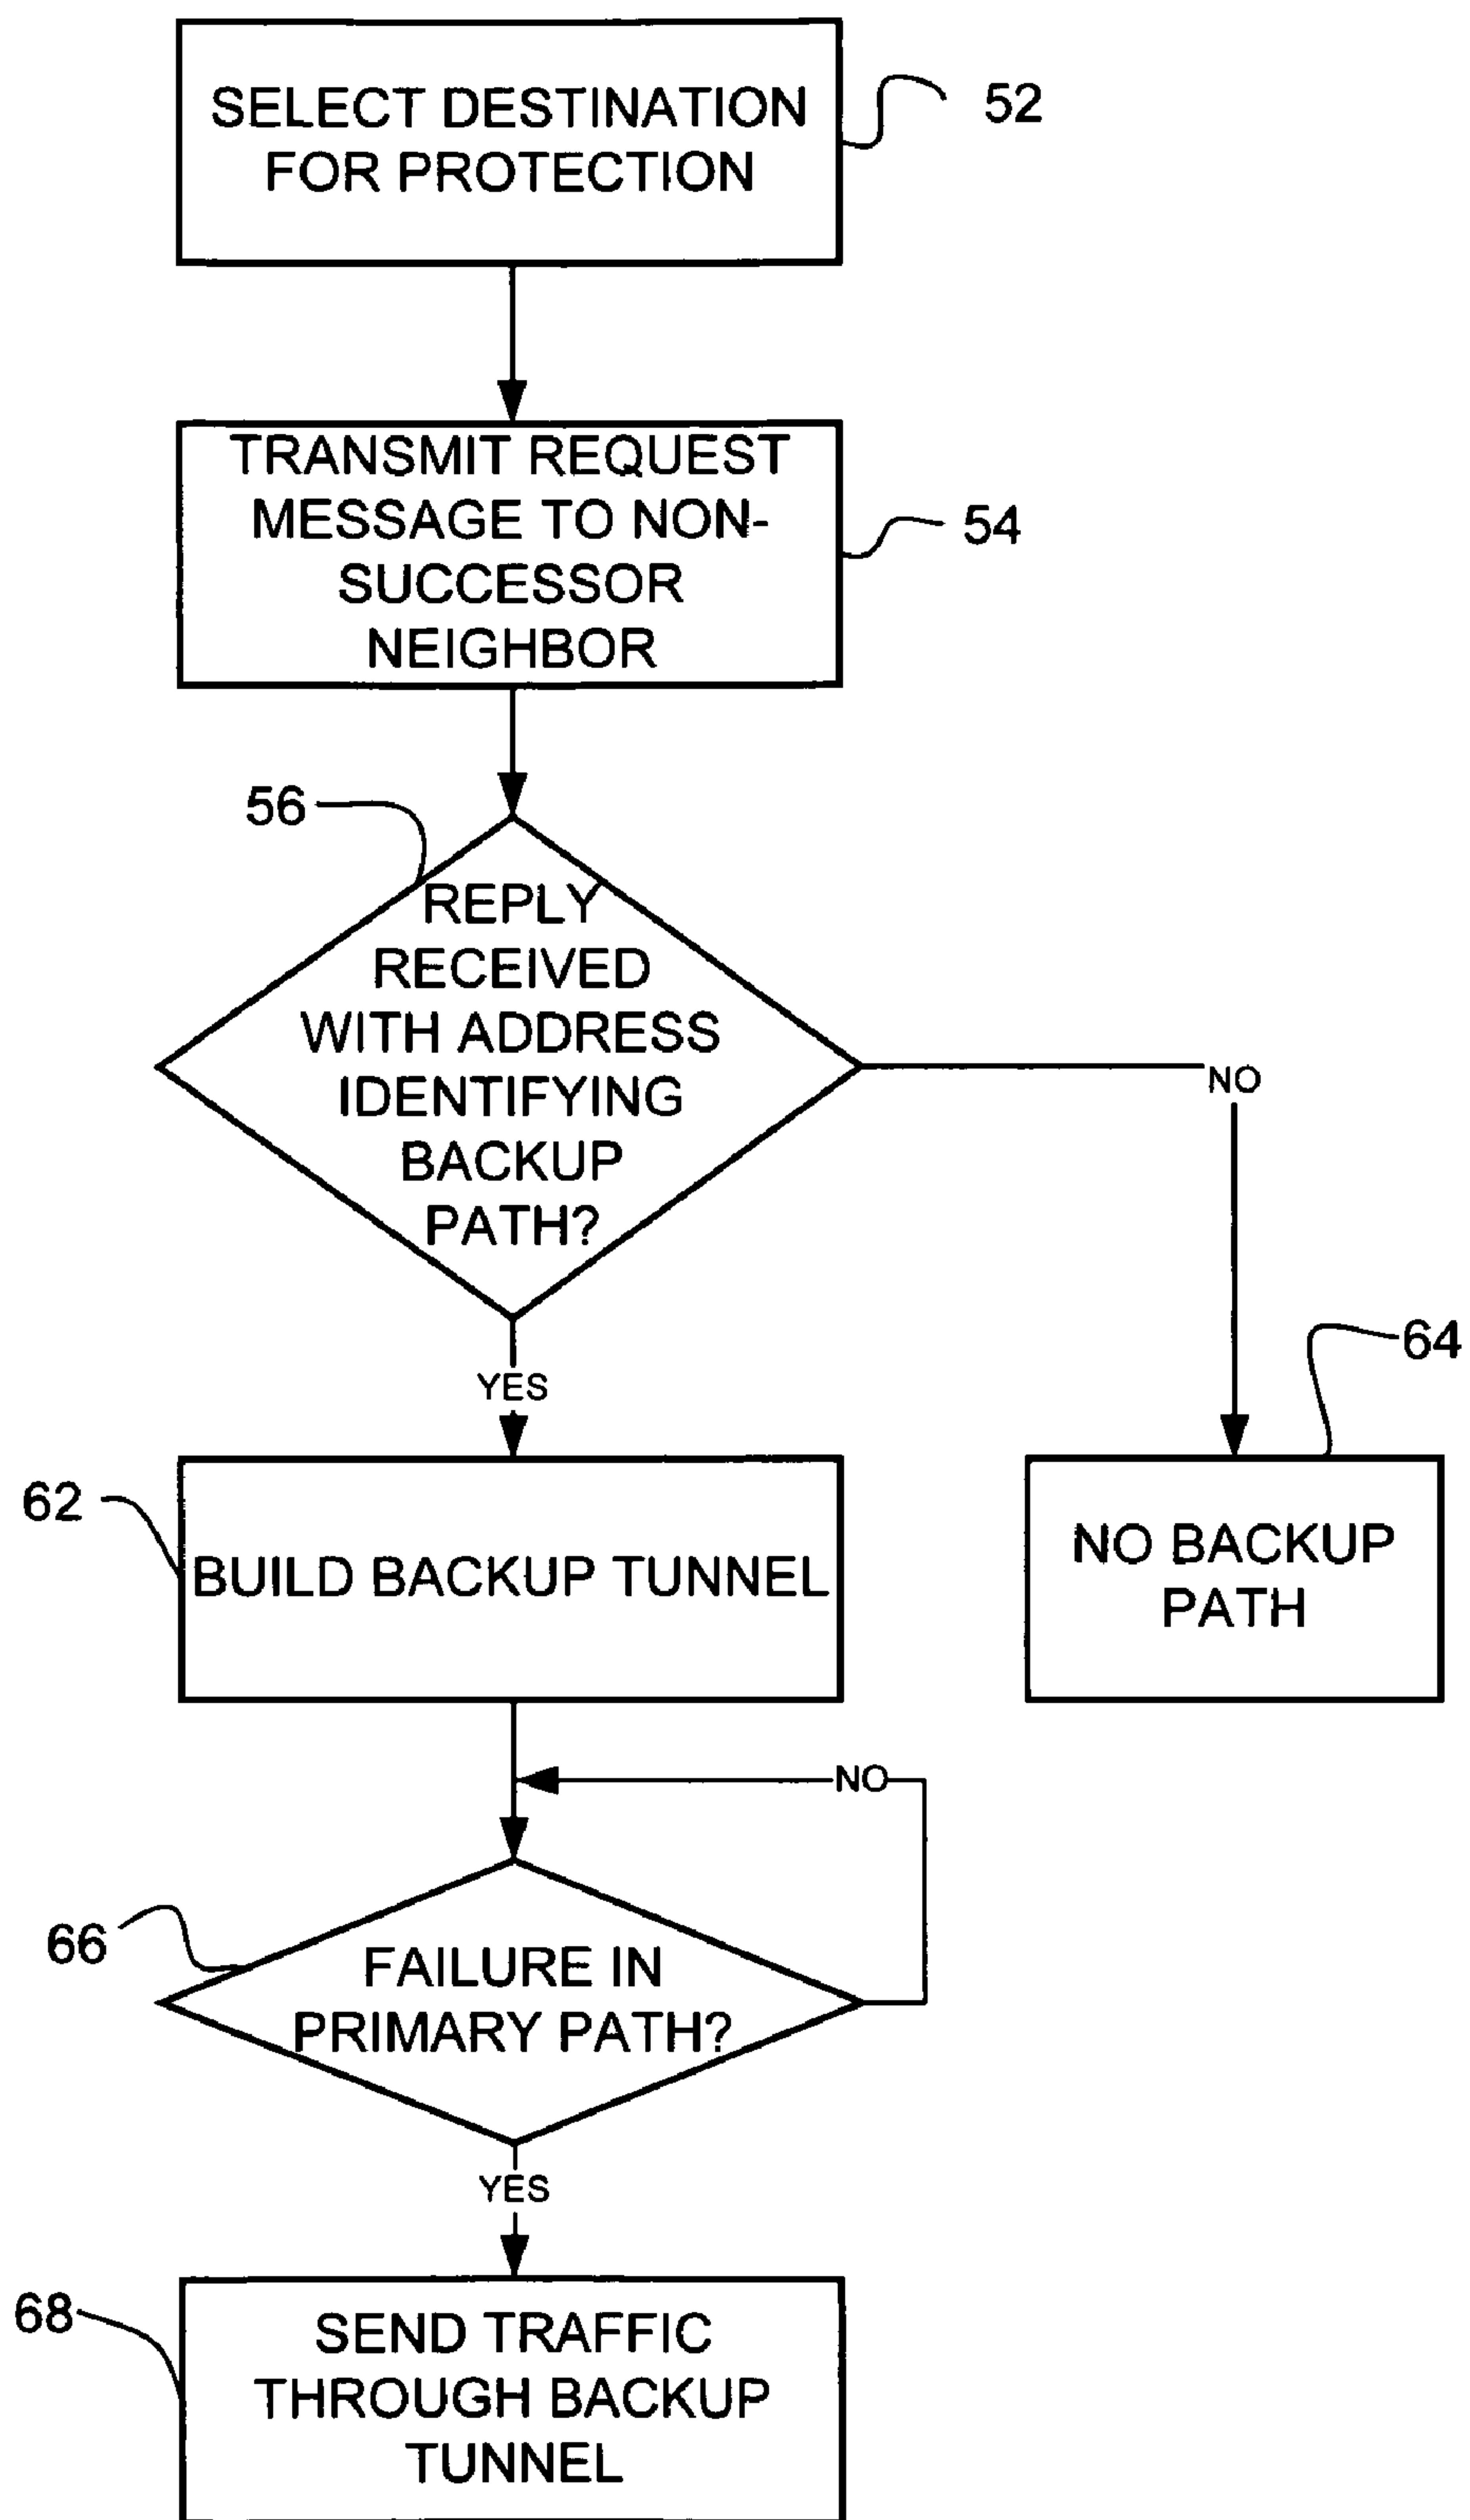 SELECT DESTINATION
FOR PROTECTION
52
TRANSMIT REQUEST
MESSAGE TO NON-
SUCCESSOR
NEIGHBOR
54
56
REPLY
RECEIVED
WITH ADDRESS
IDENTIFYING
BACKUP
PATH?
NO
YES
64
62
BUILD BACKUP TUNNEL
NO BACKUP
PATH
NO
66
FAILURE IN
PRIMARY PATH?
YES
68
SEND TRAFFIC
THROUGH BACKUP
TUNNEL